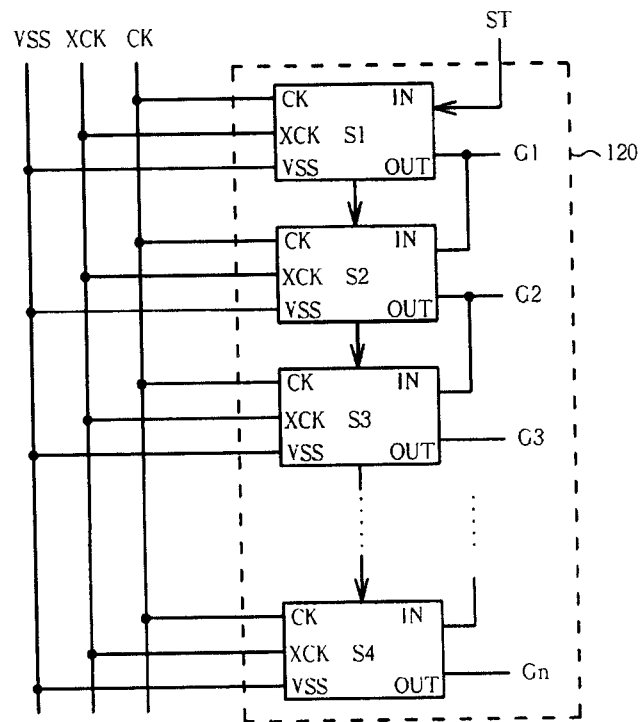 ST
VSS XCK CK
CK IN
XCK S1
VSS OUT
G1
120
CK IN
XCK S2
VSS OUT
G2
CK IN
XCK S3
VSS OUT
G3
CK IN
XCK S4
VSS OUT
Gn